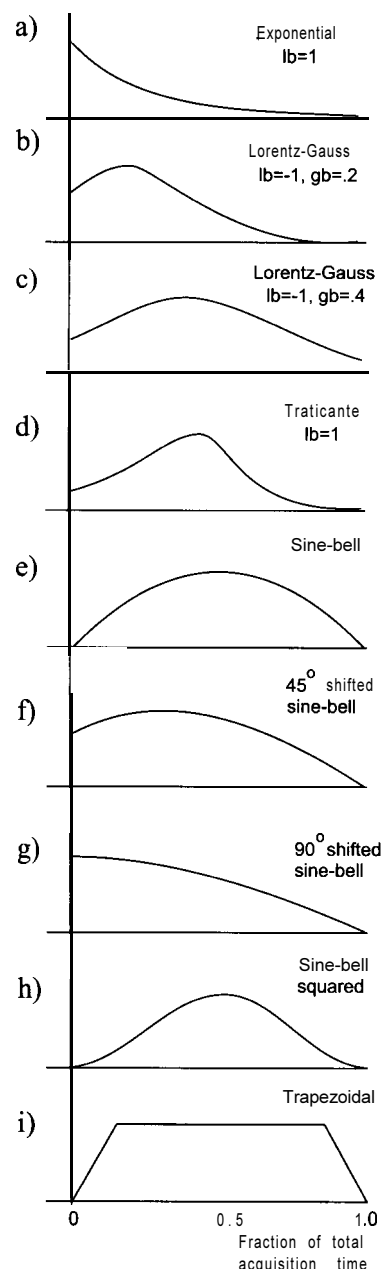 a)
Exponential
lb=1
b)
Lorentz-Gauss
lb=-1, gb=.2
c)
Lorentz-Gauss
lb=-1, gb=.4
d)
Traticante
lb=1
e)
Sine-bell
f)
45° shifted
sine-bell
g)
90° shifted
sine-bell
h)
Sine-bell
squared
i)
Trapezoidal
0 0.5 1.0
Fraction of total
acquisition time